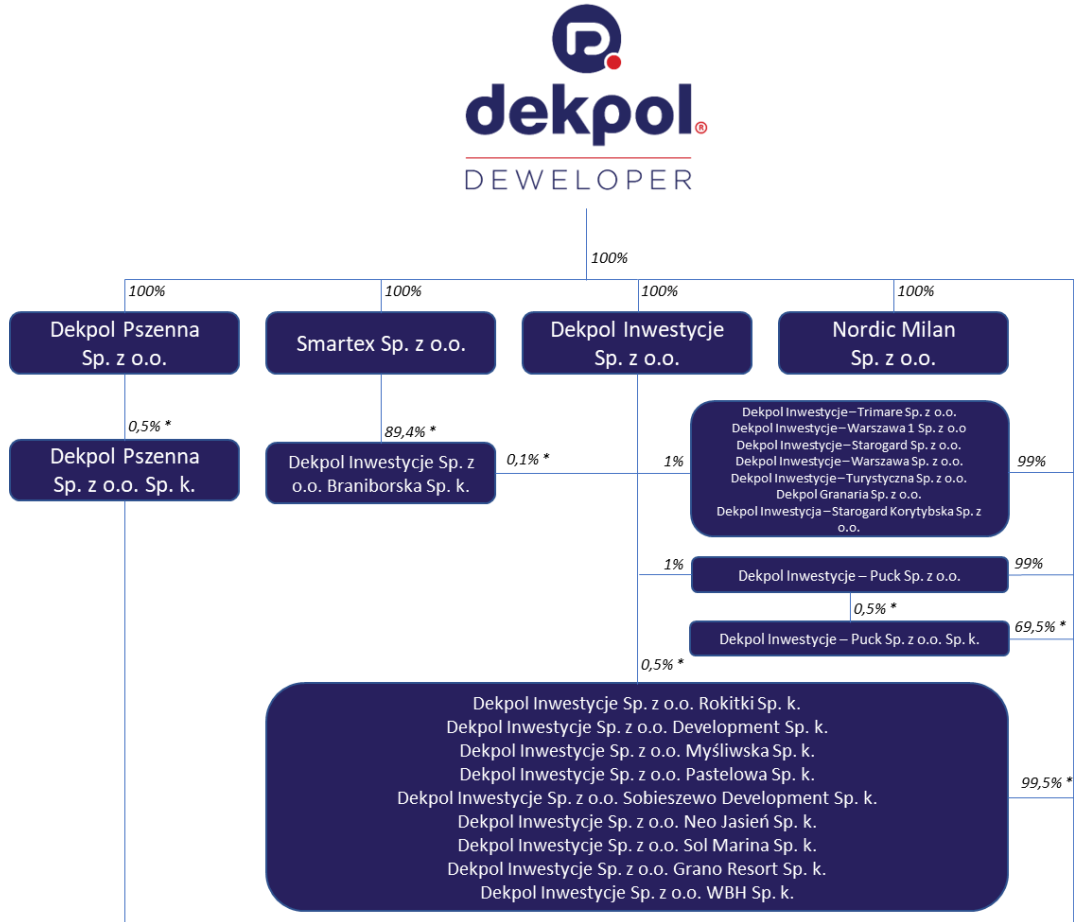 dekpol®
DEWELOPER
100%
100%
100%
100%
100%
Dekpol Pszenna
Sp. z o.o.
Smartex Sp. z o.o.
Dekpol Inwestycje
Sp. z o.o.
Nordic Milan
Sp. z o.o.
0,5% *
89,4% *
Dekpol Pszenna
Sp. z o.o. Sp. k.
Dekpol Inwestycje Sp. z
o.o. Braniborska Sp. k.
0,1% *
1%
Dekpol Inwestycje – Trimare Sp. z o.o.
Dekpol Inwestycje – Warszawa 1 Sp. z o.o
Dekpol Inwestycje – Starogard Sp. z o.o.
Dekpol Inwestycje – Warszawa Sp. z o.o.
Dekpol Inwestycje – Turystyczna Sp. z o.o.
Dekpol Granaria Sp. z o.o.
Dekpol Inwestycja – Starogard Korytybska Sp. z
o.o.
99%
1%
Dekpol Inwestycje – Puck Sp. z o.o.
99%
0,5% *
Dekpol Inwestycje – Puck Sp. z o.o. Sp. k.
69,5% *
0,5% *
Dekpol Inwestycje Sp. z o.o. Rokitki Sp. k.
Dekpol Inwestycje Sp. z o.o. Development Sp. k.
Dekpol Inwestycje Sp. z o.o. Myśliwska Sp. k.
Dekpol Inwestycje Sp. z o.o. Pastelowa Sp. k.
Dekpol Inwestycje Sp. z o.o. Sobieszewo Development Sp. k.
Dekpol Inwestycje Sp. z o.o. Neo Jasień Sp. k.
Dekpol Inwestycje Sp. z o.o. Sol Marina Sp. k.
Dekpol Inwestycje Sp. z o.o. Grano Resort Sp. k.
Dekpol Inwestycje Sp. z o.o. WBH Sp. k.
99,5% *